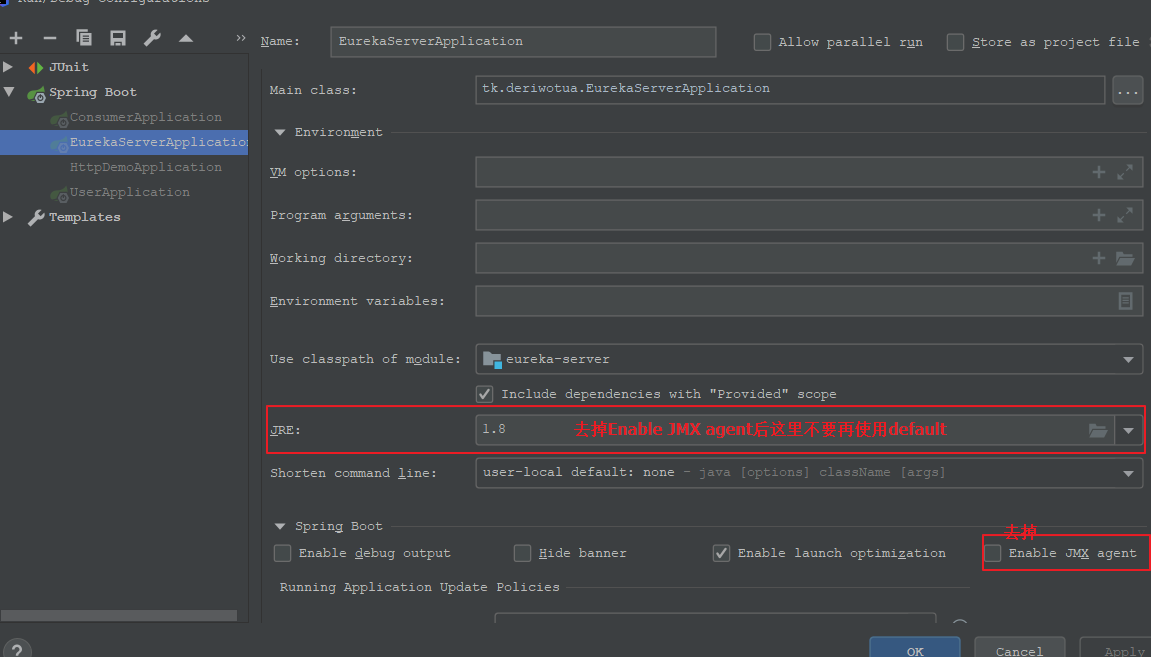 Run/Debug Configurations
Name: EurekaServerApplication Allow parallel run Store as project file
JUnit
Spring Boot
ConsumerApplication
EurekaServerApplicatio
HttpDemoApplication
UserApplication
Templates
Main class: tk.deriwotua.EurekaServerApplication ...
Environment
VM options:
Program arguments:
Working directory:
Environment variables:
Use classpath of module: eureka-server
Include dependencies with "Provided" scope
JRE: 1.8 去掉Enable JMX agent后这里不要再使用default
Shorten command line: user-local default: none - java [options] className [args]
Spring Boot
去掉
Enable debug output Hide banner Enable launch optimization Enable JMX agent
Running Application Update Policies
? OK Cancel Apply